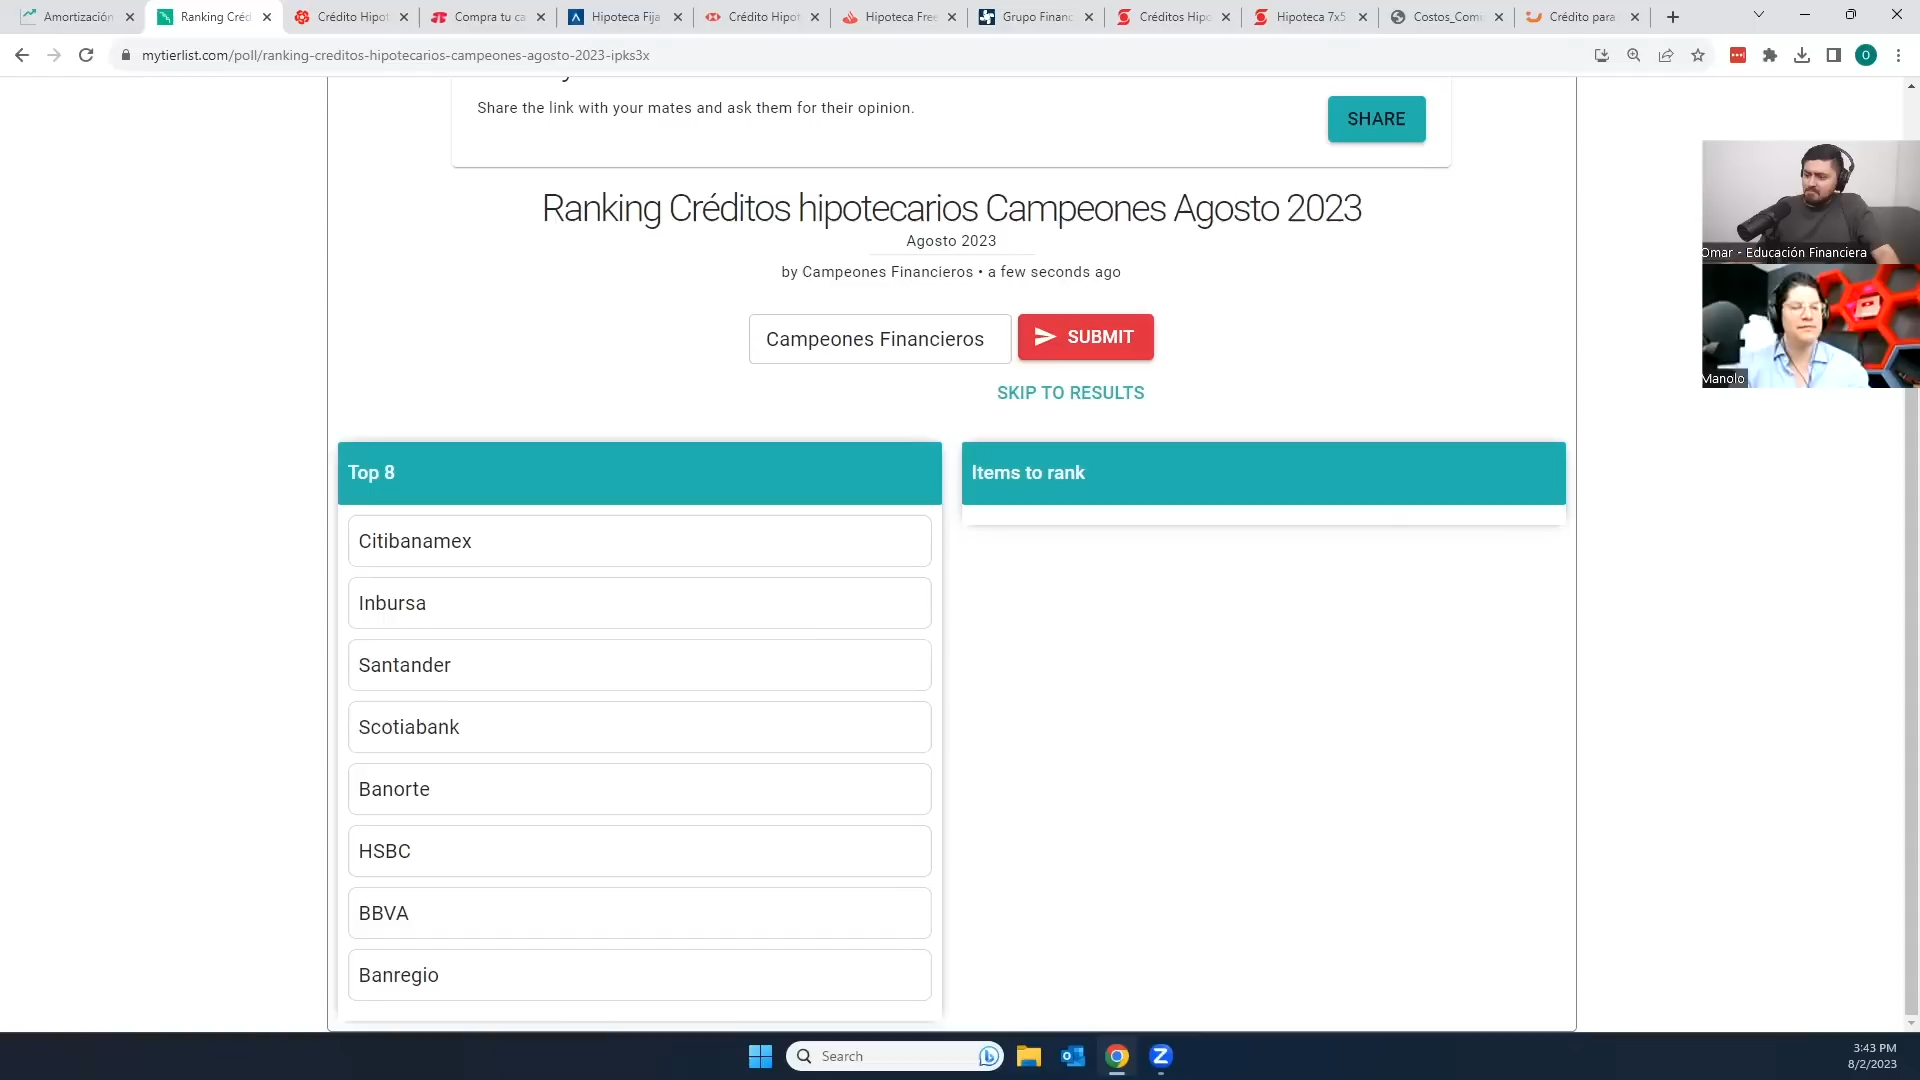 Amortización
Ranking Créd
Crédito Hipot
Compra tu ca
Hipoteca Fija
Crédito Hipot
Hipoteca Free
Grupo Financ
Créditos Hipo
Hipoteca 7x5
Costos_Com
Crédito para
mytierlist.com/poll/ranking-creditos-hipotecarios-campeones-agosto-2023-ipks3x
O
Share the link with your mates and ask them for their opinion.
SHARE
Ranking Créditos hipotecarios Campeones Agosto 2023
Agosto 2023
by Campeones Financieros • a few seconds ago
Campeones Financieros
SUBMIT
SKIP TO RESULTS
Omar - Educación Financiera
Manolo
Top 8
Citibanamex
Inbursa
Santander
Scotiabank
Banorte
HSBC
BBVA
Banregio
Items to rank
Search
3:43 PM
8/2/2023